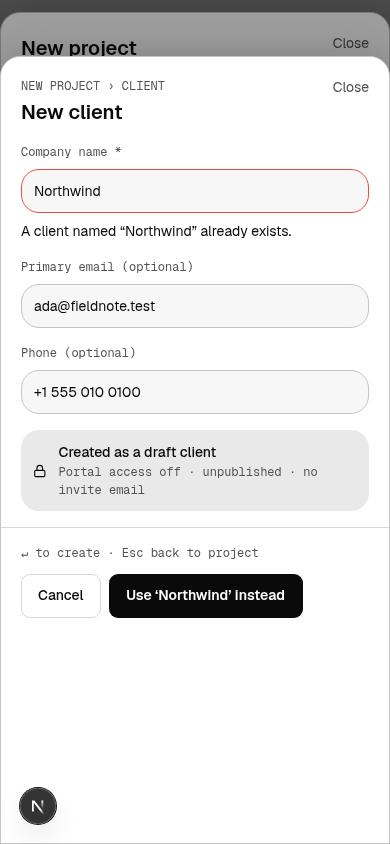 New project
Close
NEW PROJECT › CLIENT
Close
New client
Company name *
Northwind
A client named “Northwind” already exists.
Primary email (optional)
ada@fieldnote.test
Phone (optional)
+1 555 010 0100
Created as a draft client
Portal access off · unpublished · no
invite email
↵ to create · Esc back to project
Cancel
Use ‘Northwind’ instead
N